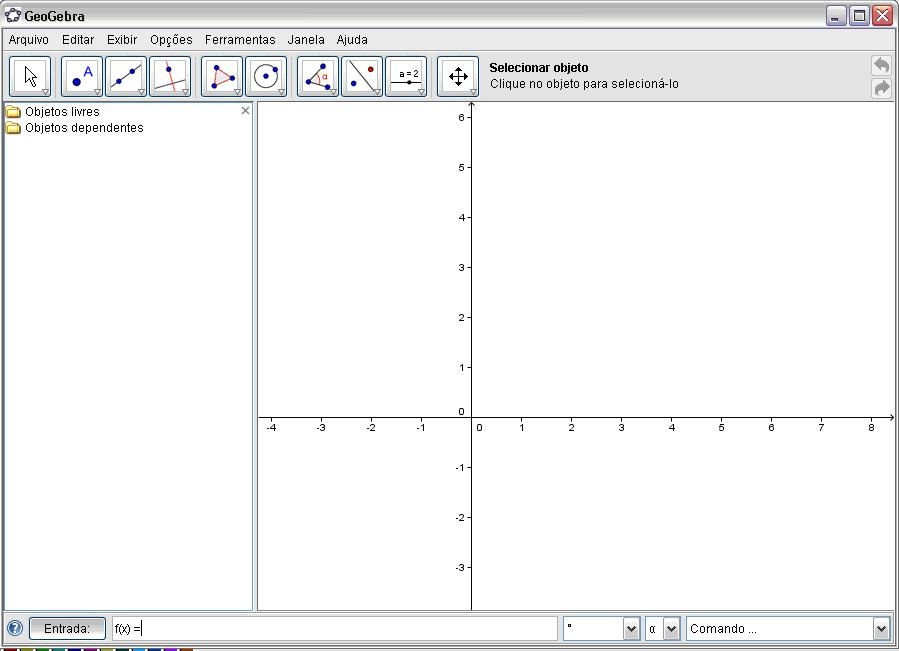 GeoGebra
Arquivo Editar Exibir Opções Ferramentas Janela Ajuda
A α a = 2
Selecionar objeto
Clique no objeto para selecioná-lo
Objetos livres
Objetos dependentes
6
5
4
3
2
1
0
-4 -3 -2 -1 0 1 2 3 4 5 6 7 8
-1
-2
-3
? Entrada: f(x) = ° α Comando ...